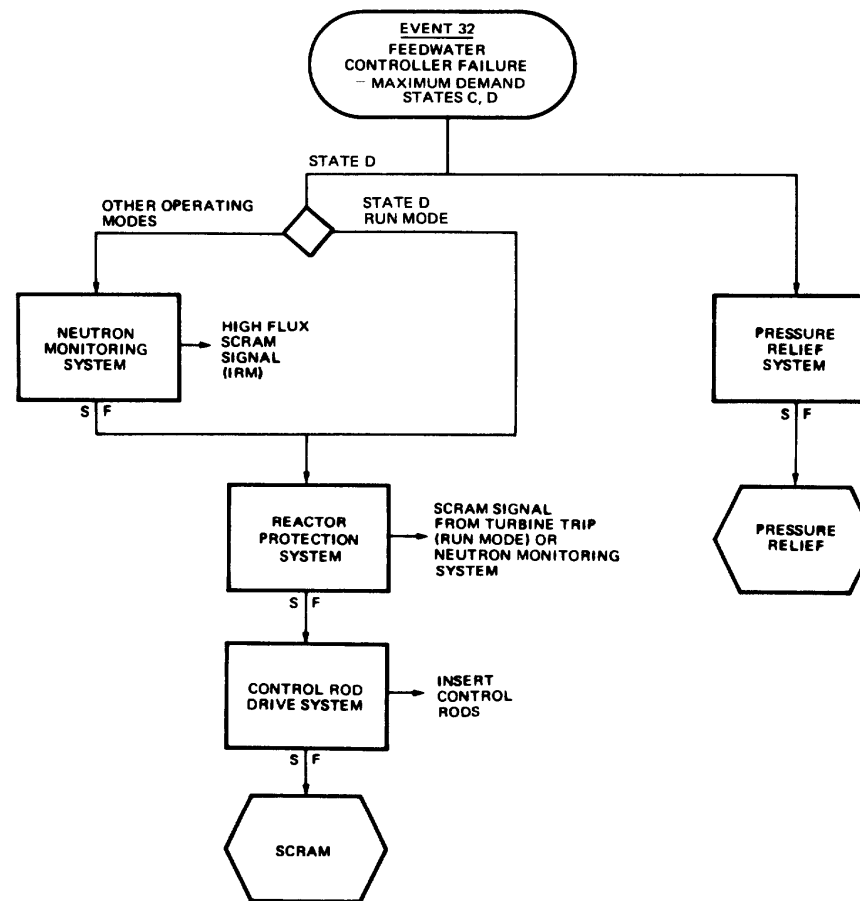 EVENT 32
FEEDWATER
CONTROLLER FAILURE
– MAXIMUM DEMAND
STATES C, D
STATE D
OTHER OPERATING
MODES
STATE D
RUN MODE
NEUTRON
MONITORING
SYSTEM
HIGH FLUX
SCRAM
SIGNAL
(IRM)
PRESSURE
RELIEF
SYSTEM
S F
S F
REACTOR
PROTECTION
SYSTEM
SCRAM SIGNAL
FROM TURBINE TRIP
(RUN MODE) OR
NEUTRON MONITORING
SYSTEM
PRESSURE
RELIEF
S F
CONTROL ROD
DRIVE SYSTEM
INSERT
CONTROL
RODS
S F
SCRAM